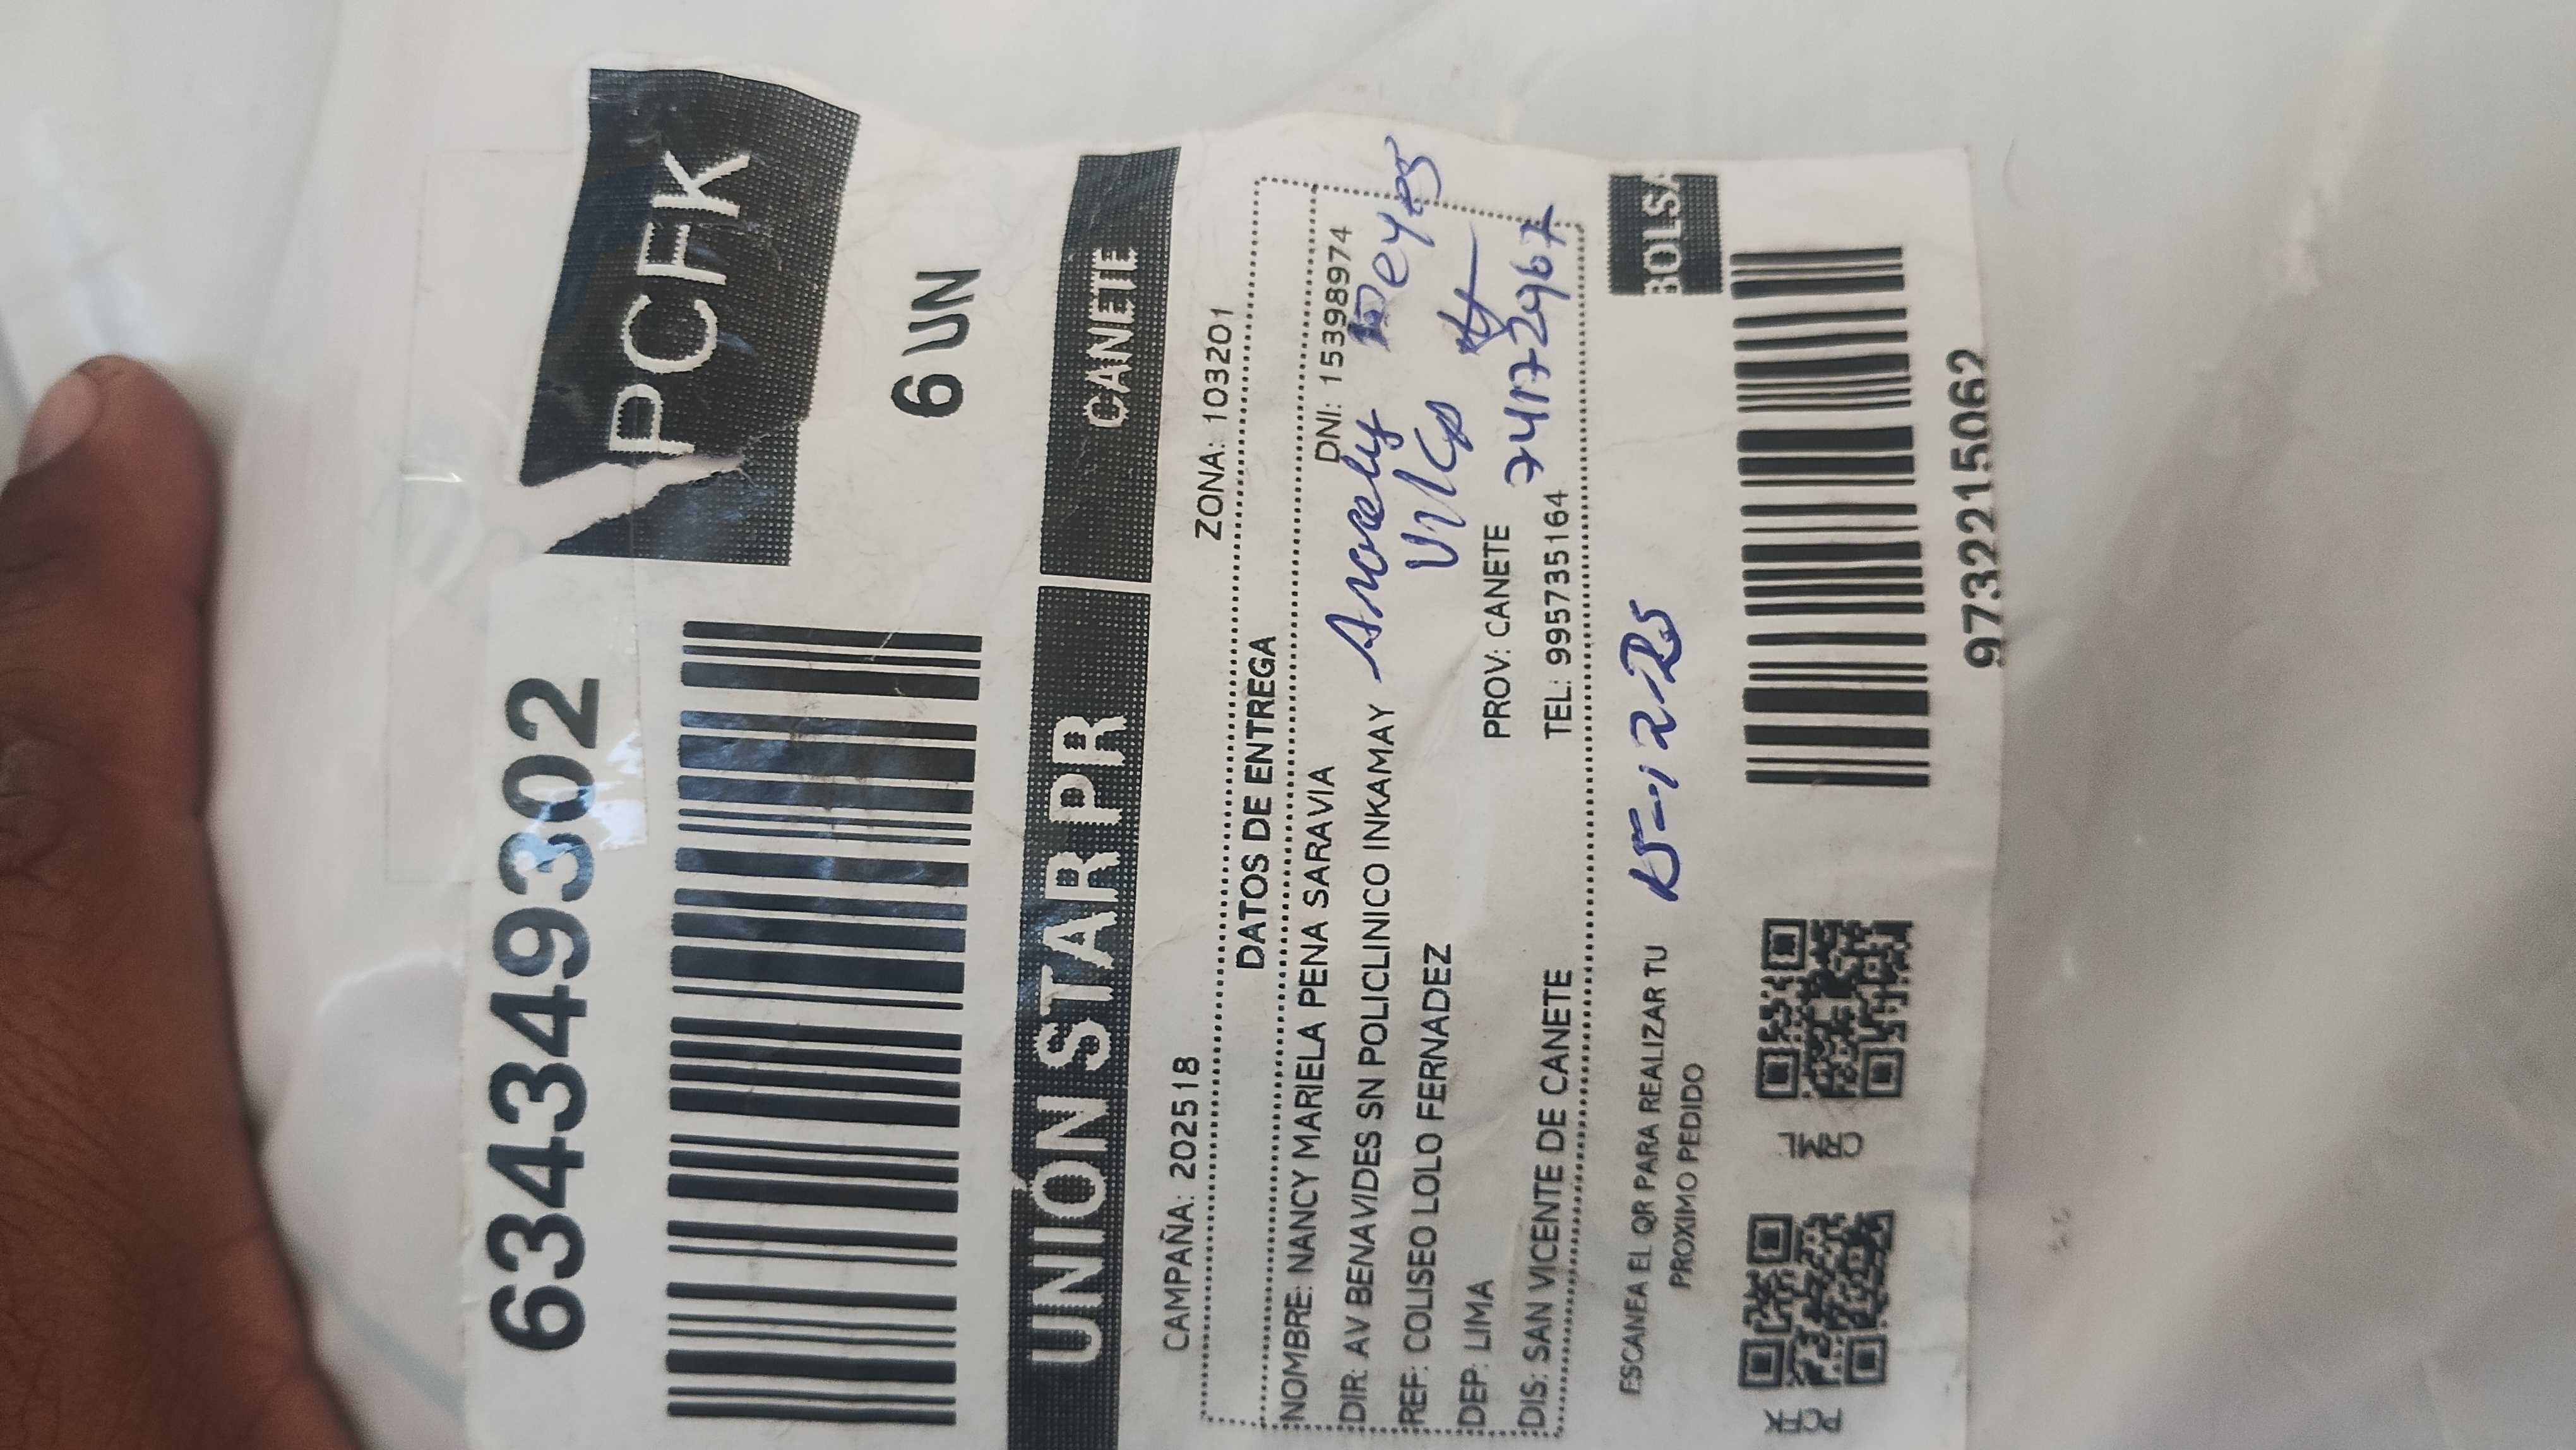 6343449302
PCFK
6 UN
UNIÓN STAR PR
CANETE
CAMPAÑA: 202518 ZONA: 103201
DATOS DE ENTREGA
NOMBRE: NANCY MARIELA PENA SARAVIA DNI: 15398974
DIR: AV BENAVIDES SN POLICLINICO INKAMAY
REF: COLISEO LOLO FERNADEZ
DEP: LIMA PROV: CANETE
DIS: SAN VICENTE DE CANETE TEL: 995735164
ESCANEA EL QR PARA REALIZAR TU
PROXIMO PEDIDO
BOLSA
PCFK
9732215062